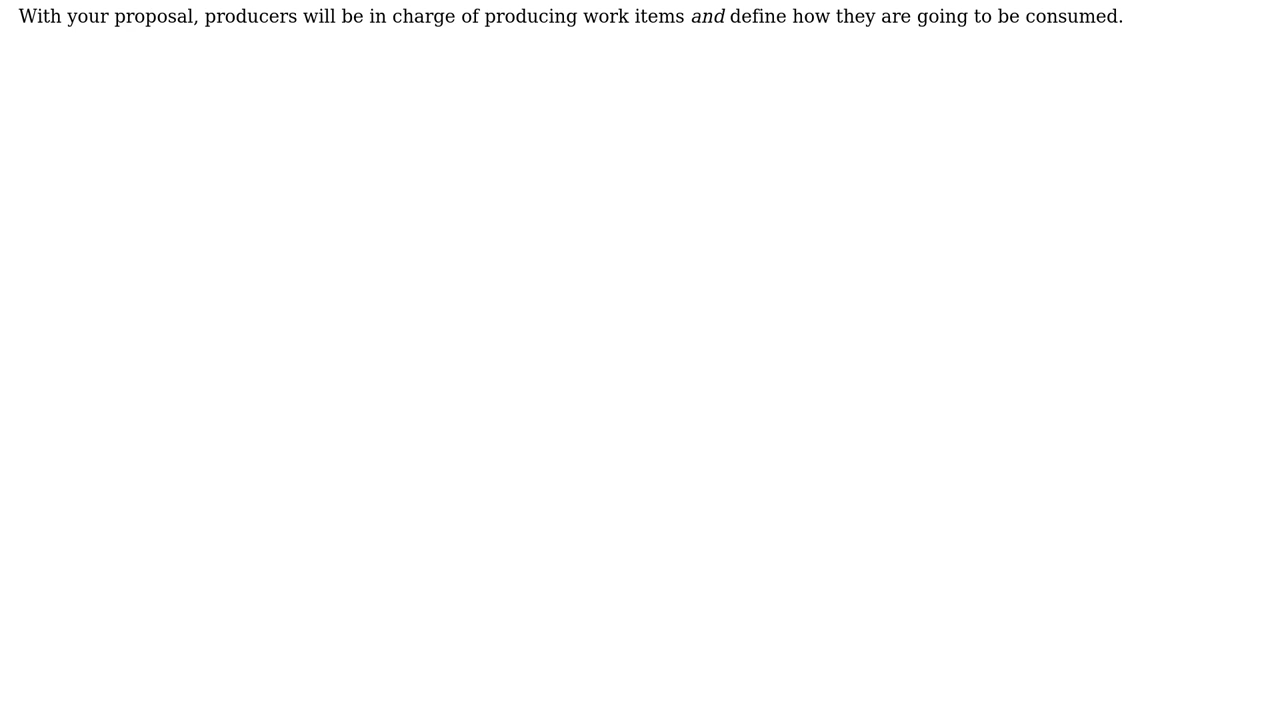 With your proposal, producers will be in charge of producing work items and define how they are going to be consumed.